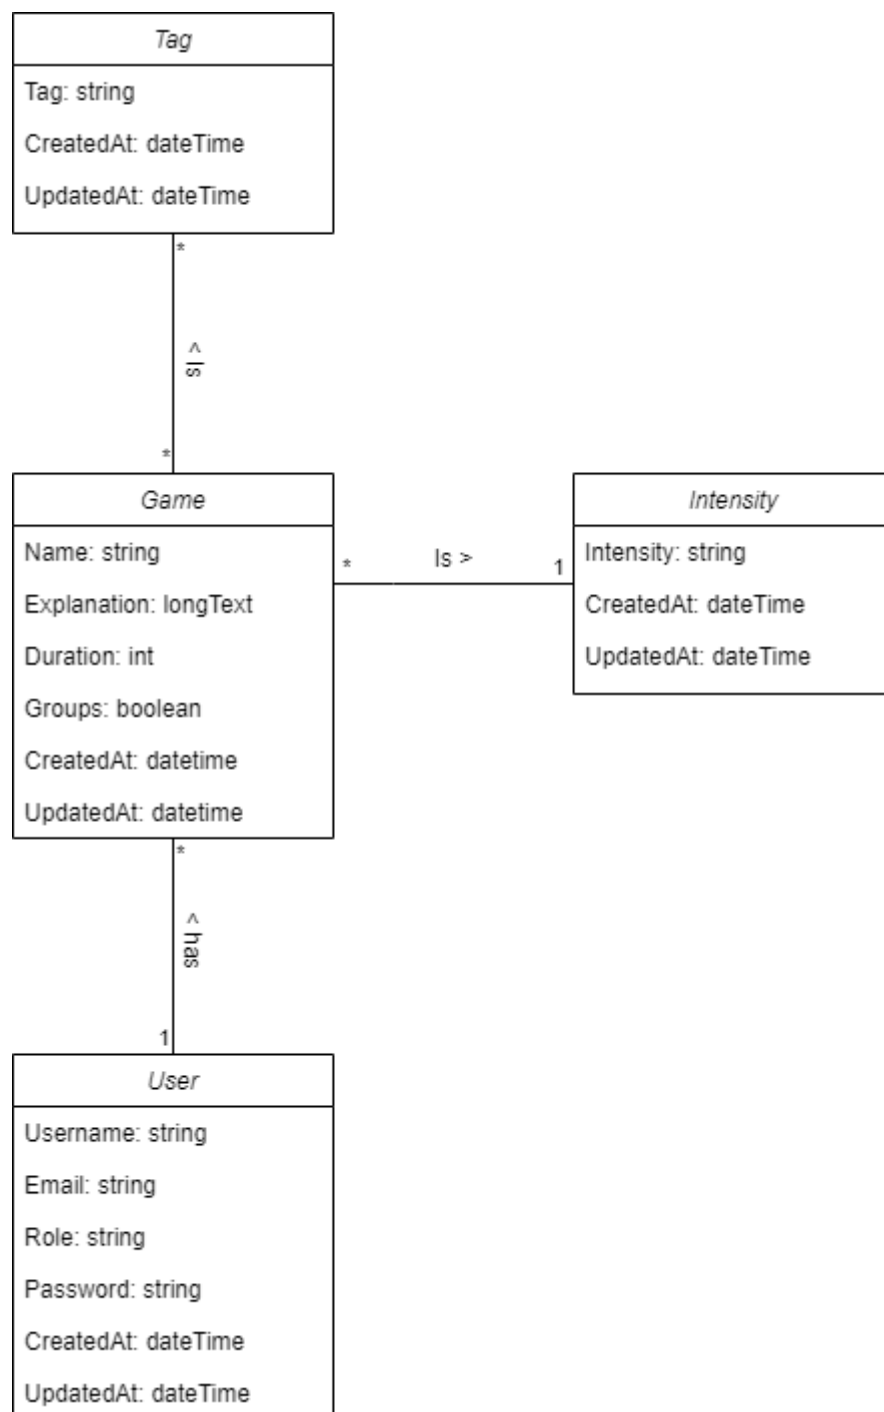 Tag
Tag: string
CreatedAt: dateTime
UpdatedAt: dateTime
*
< Is
*
Game
Name: string
Explanation: longText
Duration: int
Groups: boolean
CreatedAt: datetime
UpdatedAt: datetime
*
Is >
1
Intensity
Intensity: string
CreatedAt: dateTime
UpdatedAt: dateTime
*
< has
1
User
Username: string
Email: string
Role: string
Password: string
CreatedAt: dateTime
UpdatedAt: dateTime